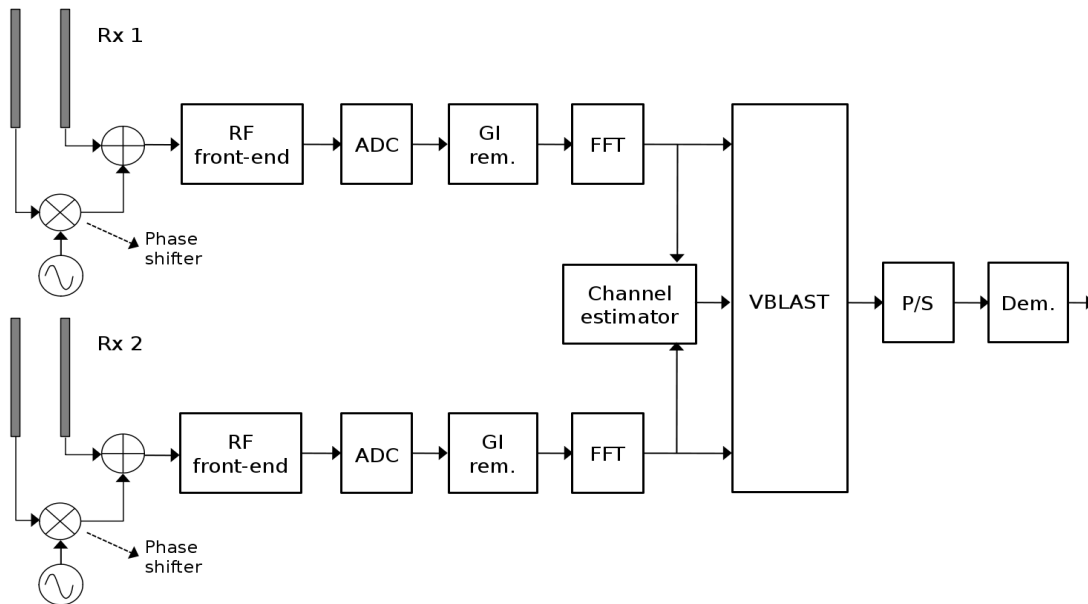 Rx 1
RF
front-end
ADC
GI
rem.
FFT
Phase
shifter
Channel
estimator
VBLAST
P/S
Dem.
Rx 2
RF
front-end
ADC
GI
rem.
FFT
Phase
shifter